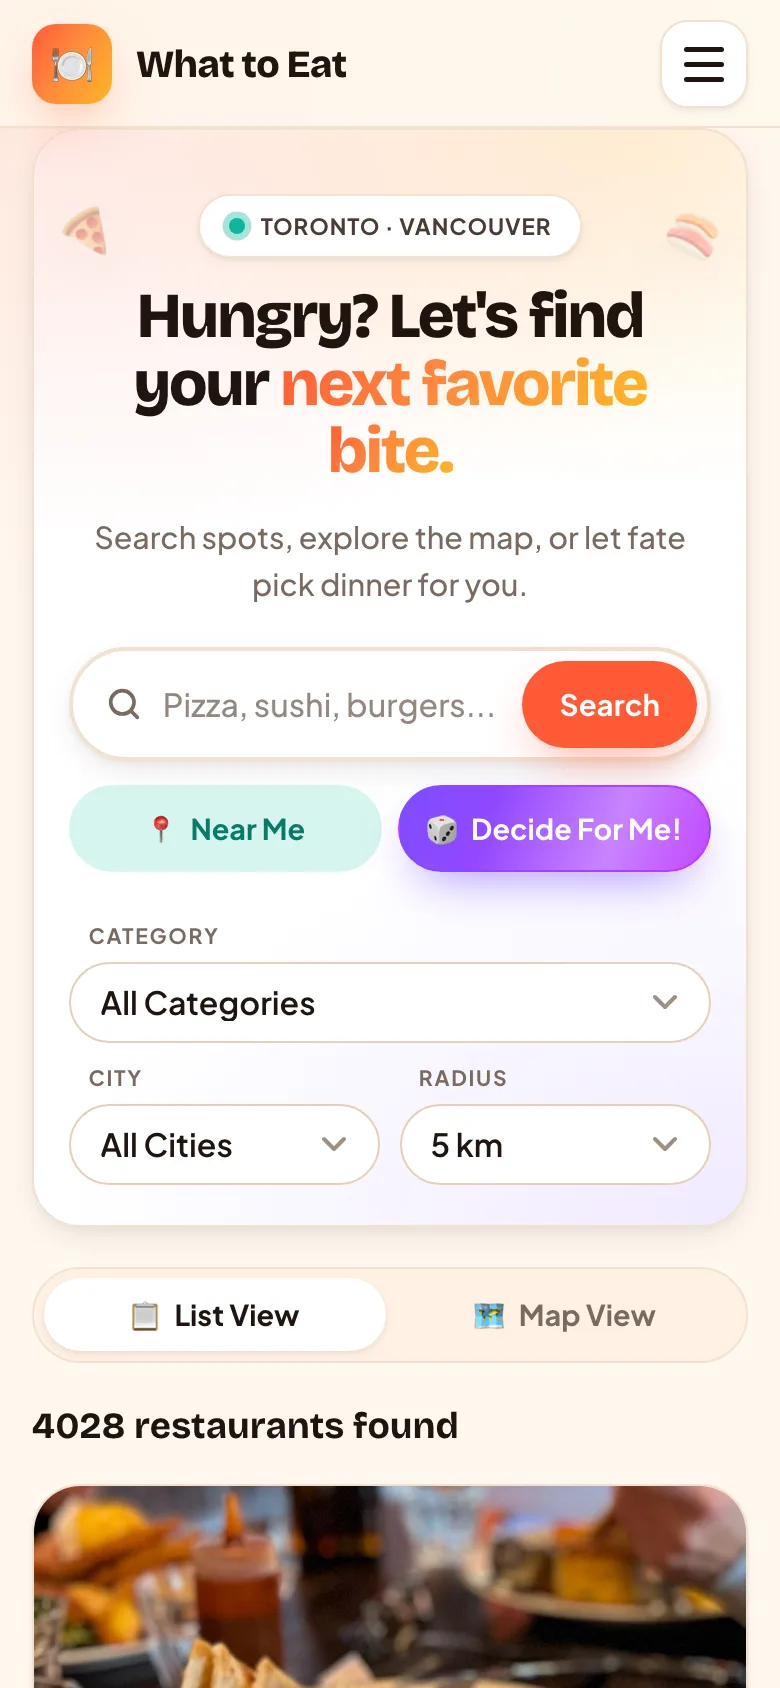 What to Eat
TORONTO · VANCOUVER
Hungry? Let's find
your next favorite
bite.
Search spots, explore the map, or let fate
pick dinner for you.
Pizza, sushi, burgers...
Search
Near Me
Decide For Me!
CATEGORY
All Categories
CITY
RADIUS
All Cities
5 km
List View
Map View
4028 restaurants found